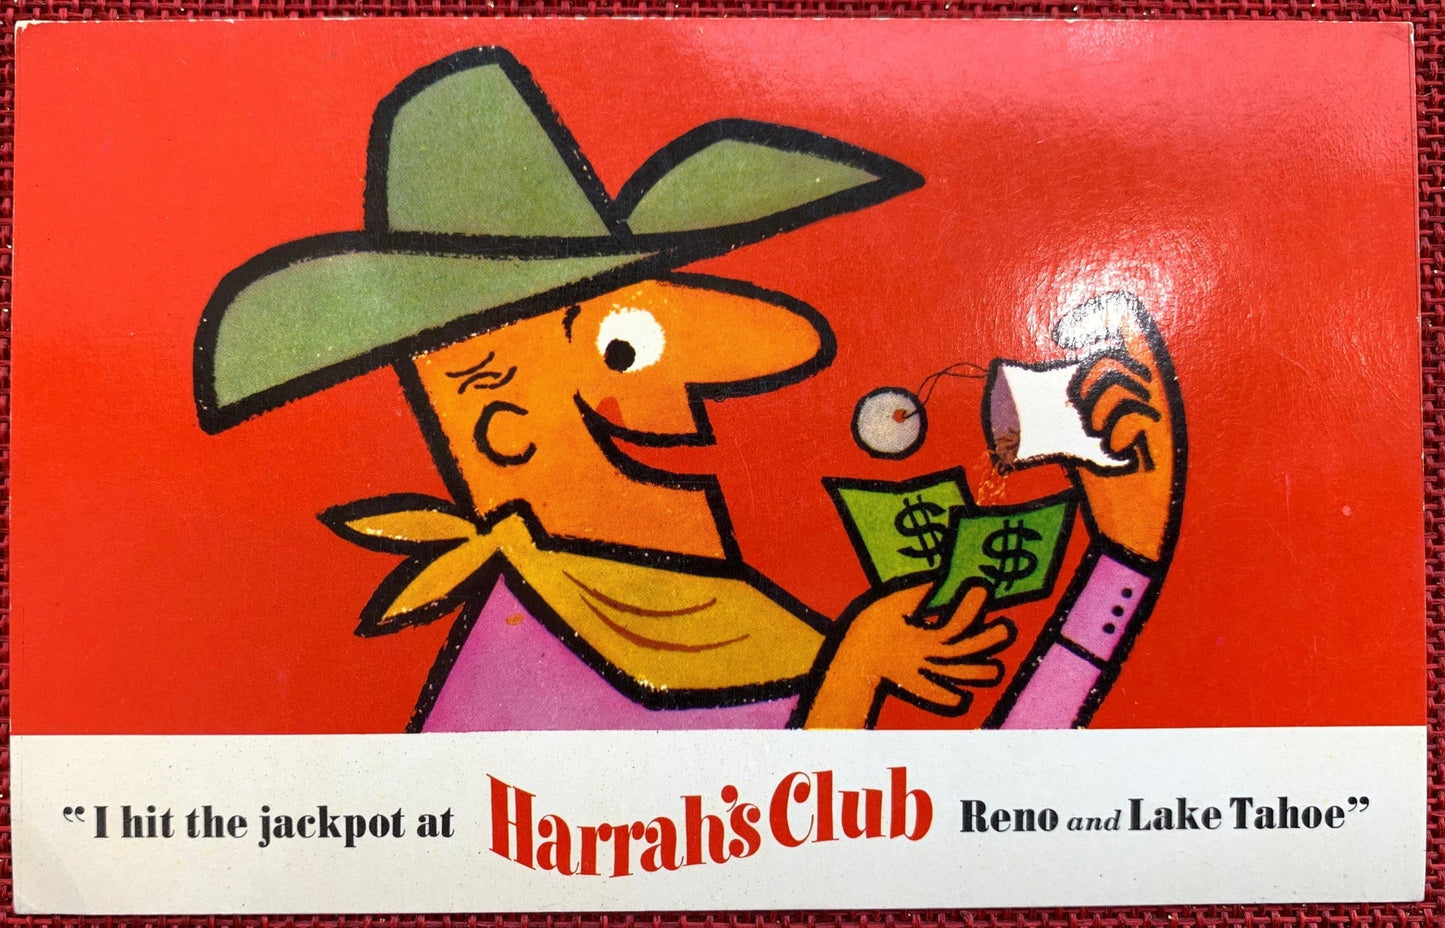 $ $
“I hit the jackpot at Harrah's Club Reno and Lake Tahoe”